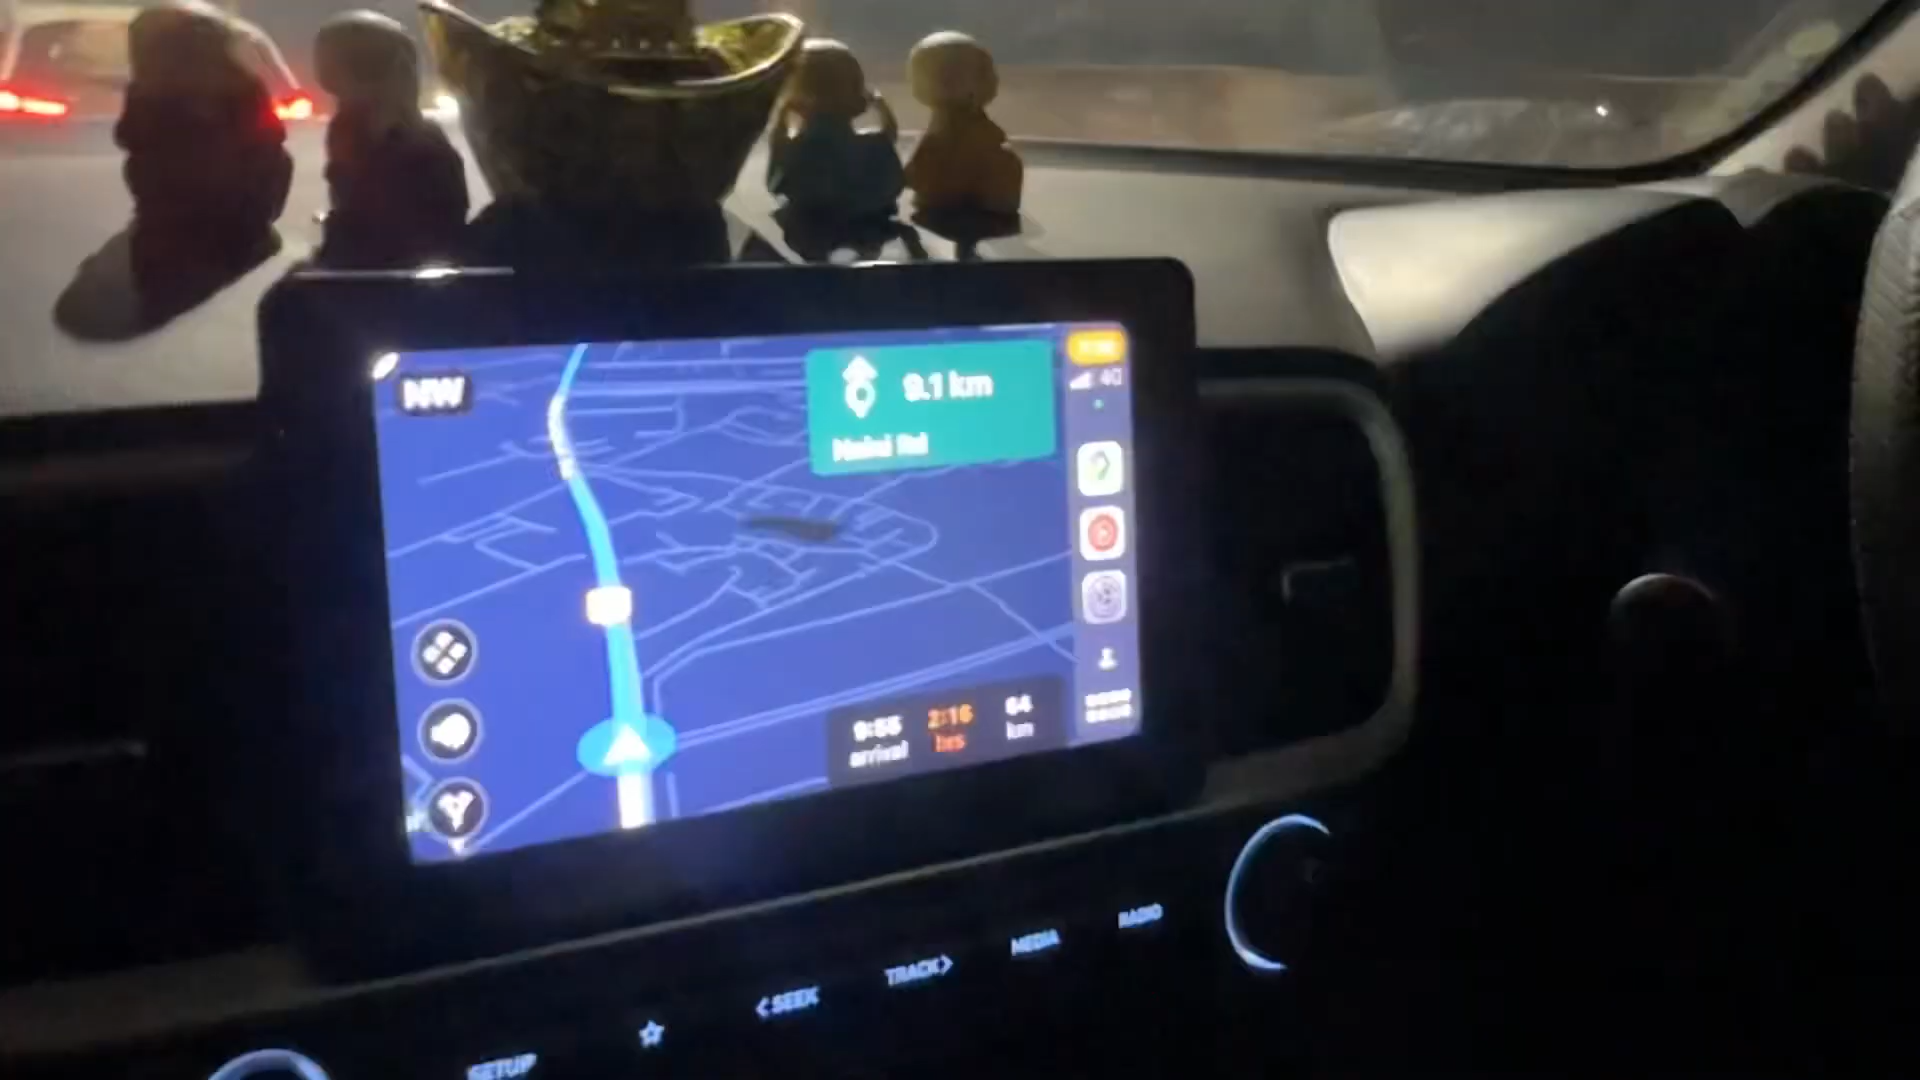 NW
9.1 km
4G
9:55
2:16
64
arrival
hrs
km
RADIO
MEDIA
TRACK>
<SEEK
SETUP